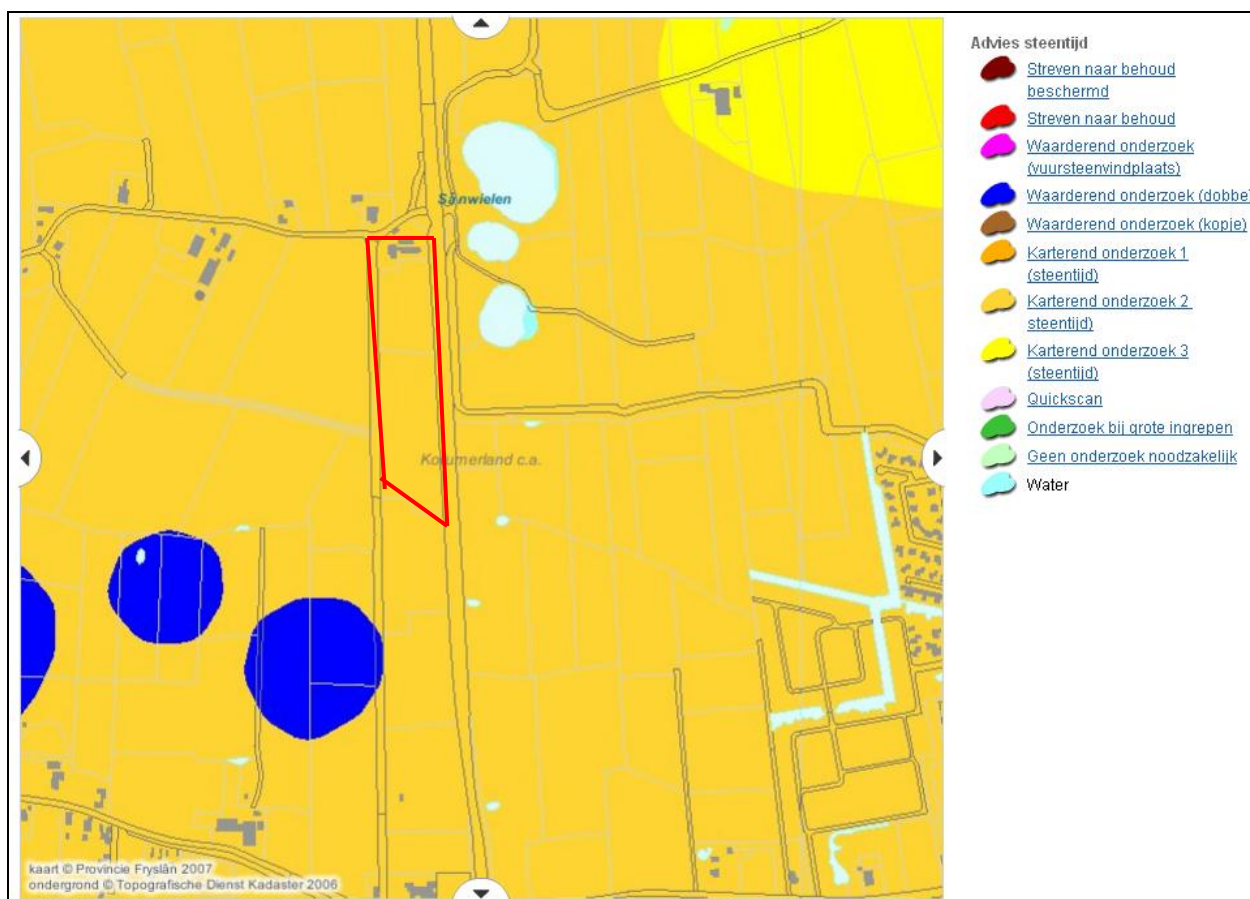 Advies steentijd
Streven naar behoud
beschermd
Streven naar behoud
Waarderend onderzoek
(vuursteenvindplaats)
Waarderend onderzoek (dobbe)
Waarderend onderzoek (kopje)
Karterend onderzoek 1
(steentijd)
Karterend onderzoek 2
steentijd)
Karterend onderzoek 3
(steentijd)
Quickscan
Onderzoek bij grote ingrepen
Geen onderzoek noodzakelijk
Water
Sânwielen
Kollumerland c.a.
kaart © Provincie Fryslân 2007
ondergrond © Topografische Dienst Kadaster 2006